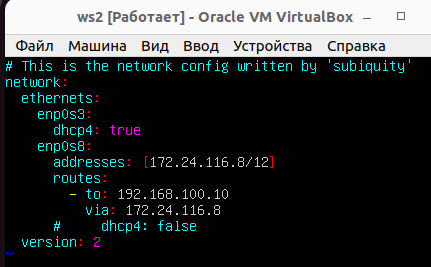 ws2 [Работает] - Oracle VM VirtualBox
Файл Машина Вид Ввод Устройства Справка
# This is the network config written by 'subiquity'
network:
  ethernets:
    enp0s3:
      dhcp4: true
    enp0s8:
      addresses: [172.24.116.8/12]
      routes:
        - to: 192.168.100.10
          via: 172.24.116.8
      #     dhcp4: false
  version: 2
~